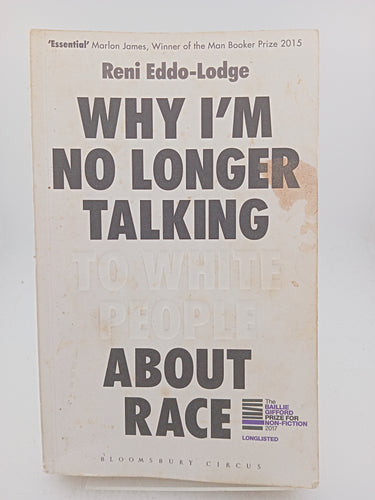 'Essential' Marlon James, Winner of the Man Booker Prize 2015
Reni Eddo-Lodge
WHY I'M
NO LONGER
TALKING
TO WHITE
PEOPLE
ABOUT
RACE
The
BAILLIE
GIFFORD
PRIZE FOR
NON-FICTION
2017
LONGLISTED
BLOOMSBURY CIRCUS